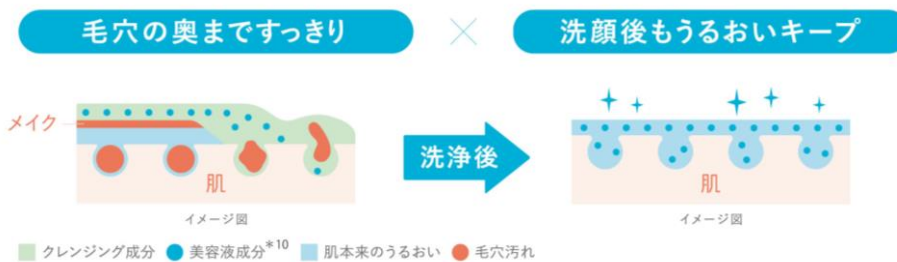 毛穴の奥まですっきり
×
洗顔後もうるおいキープ
メイク
肌
イメージ図
洗浄後
肌
イメージ図
クレンジング成分 美容液成分*10 肌本来のうるおい 毛穴汚れ